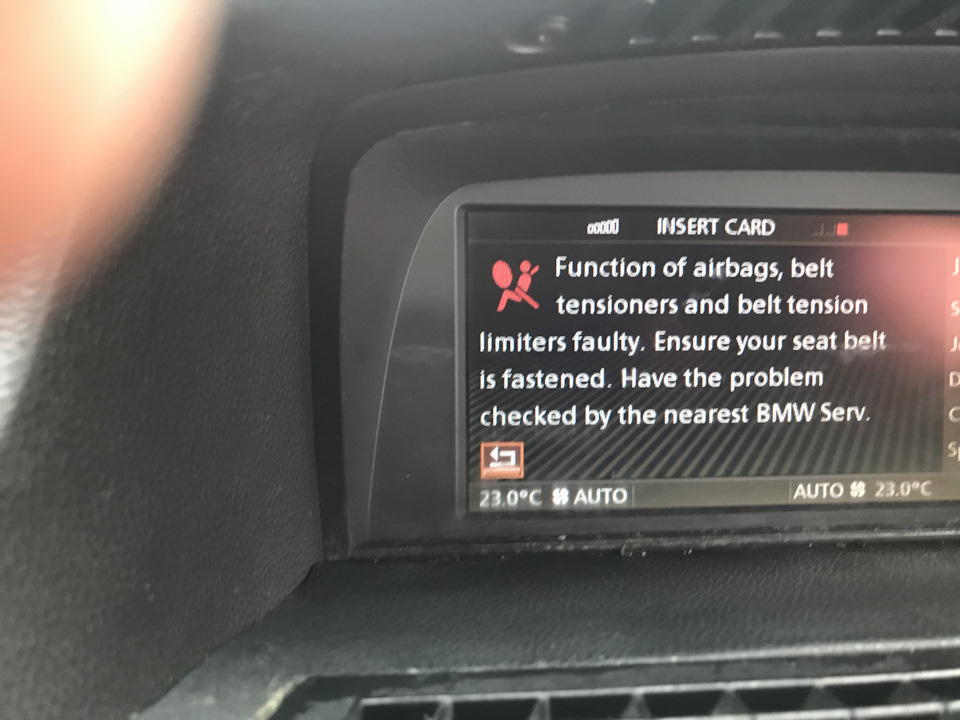 INSERT CARD
Function of airbags, belt
tensioners and belt tension
limiters faulty. Ensure your seat belt
is fastened. Have the problem
checked by the nearest BMW Serv.
23.0°C AUTO
AUTO 23.0°C
J
S
J
D
C
Sp